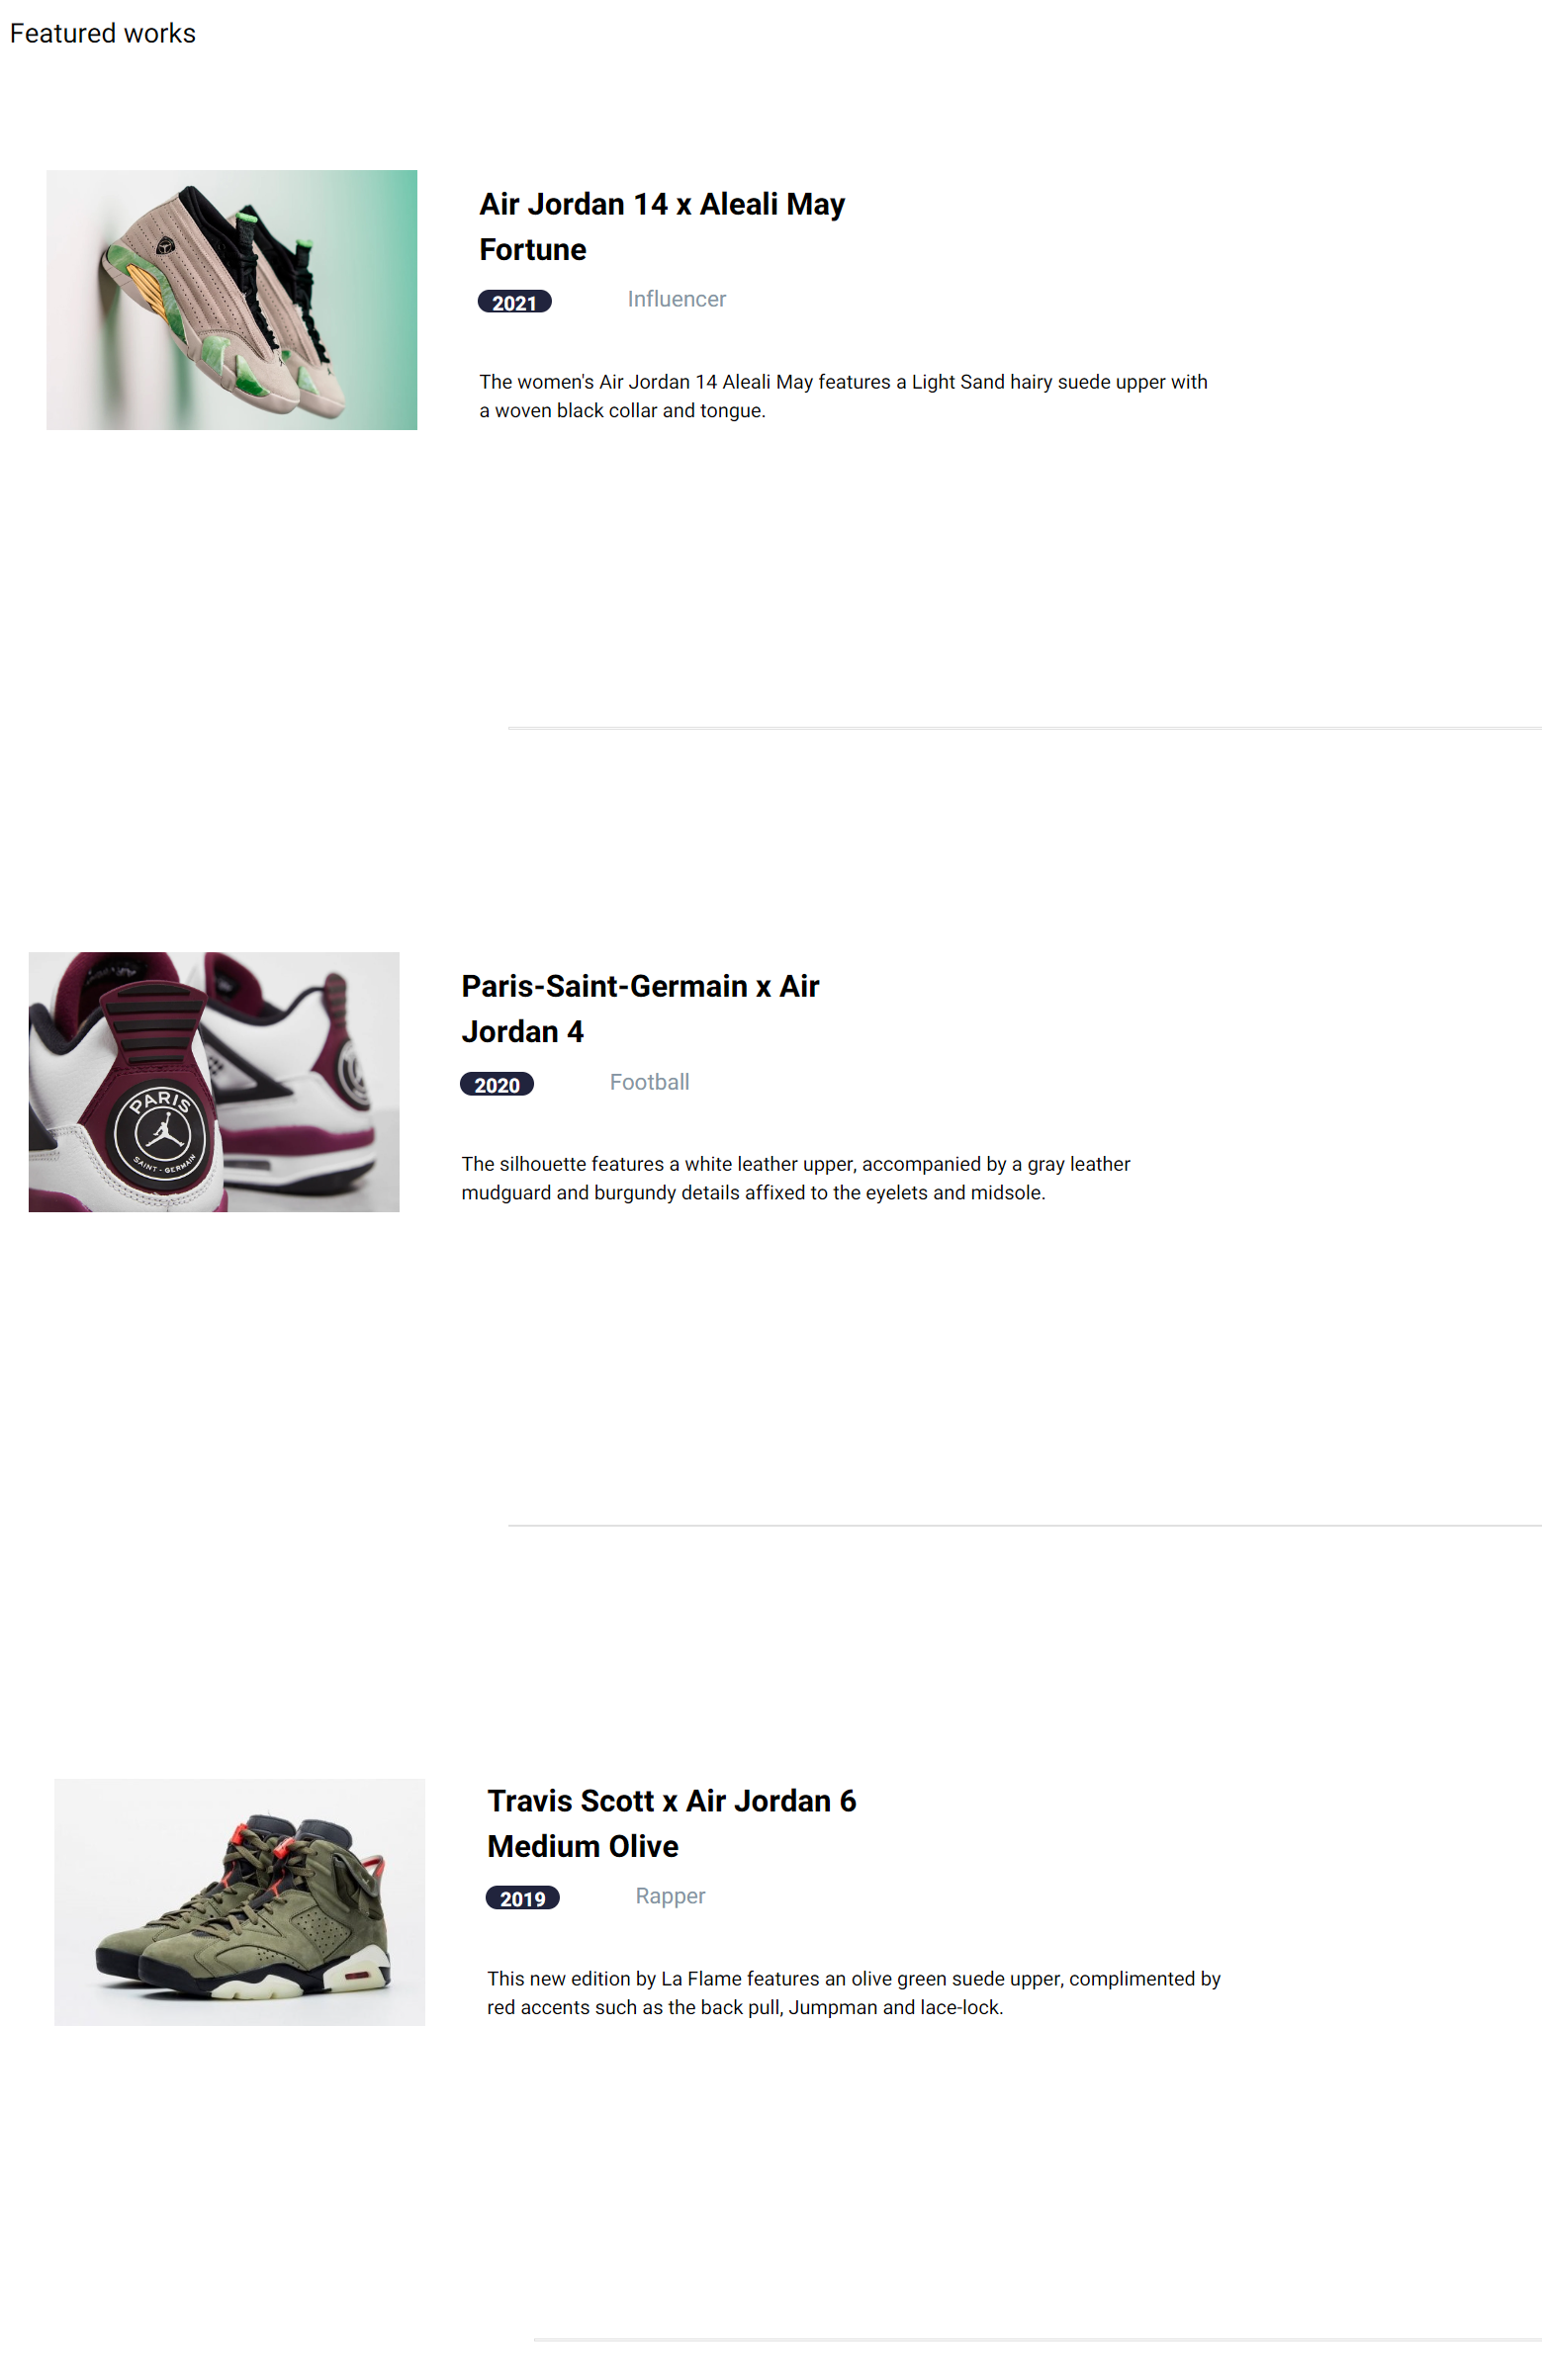 Featured works
Air Jordan 14 x Aleali May
Fortune
2021 Influencer
The women's Air Jordan 14 Aleali May features a Light Sand hairy suede upper with
a woven black collar and tongue.
PARIS
SAINT-GERMAIN
Paris-Saint-Germain x Air
Jordan 4
2020 Football
The silhouette features a white leather upper, accompanied by a gray leather
mudguard and burgundy details affixed to the eyelets and midsole.
Travis Scott x Air Jordan 6
Medium Olive
2019 Rapper
This new edition by La Flame features an olive green suede upper, complimented by
red accents such as the back pull, Jumpman and lace-lock.